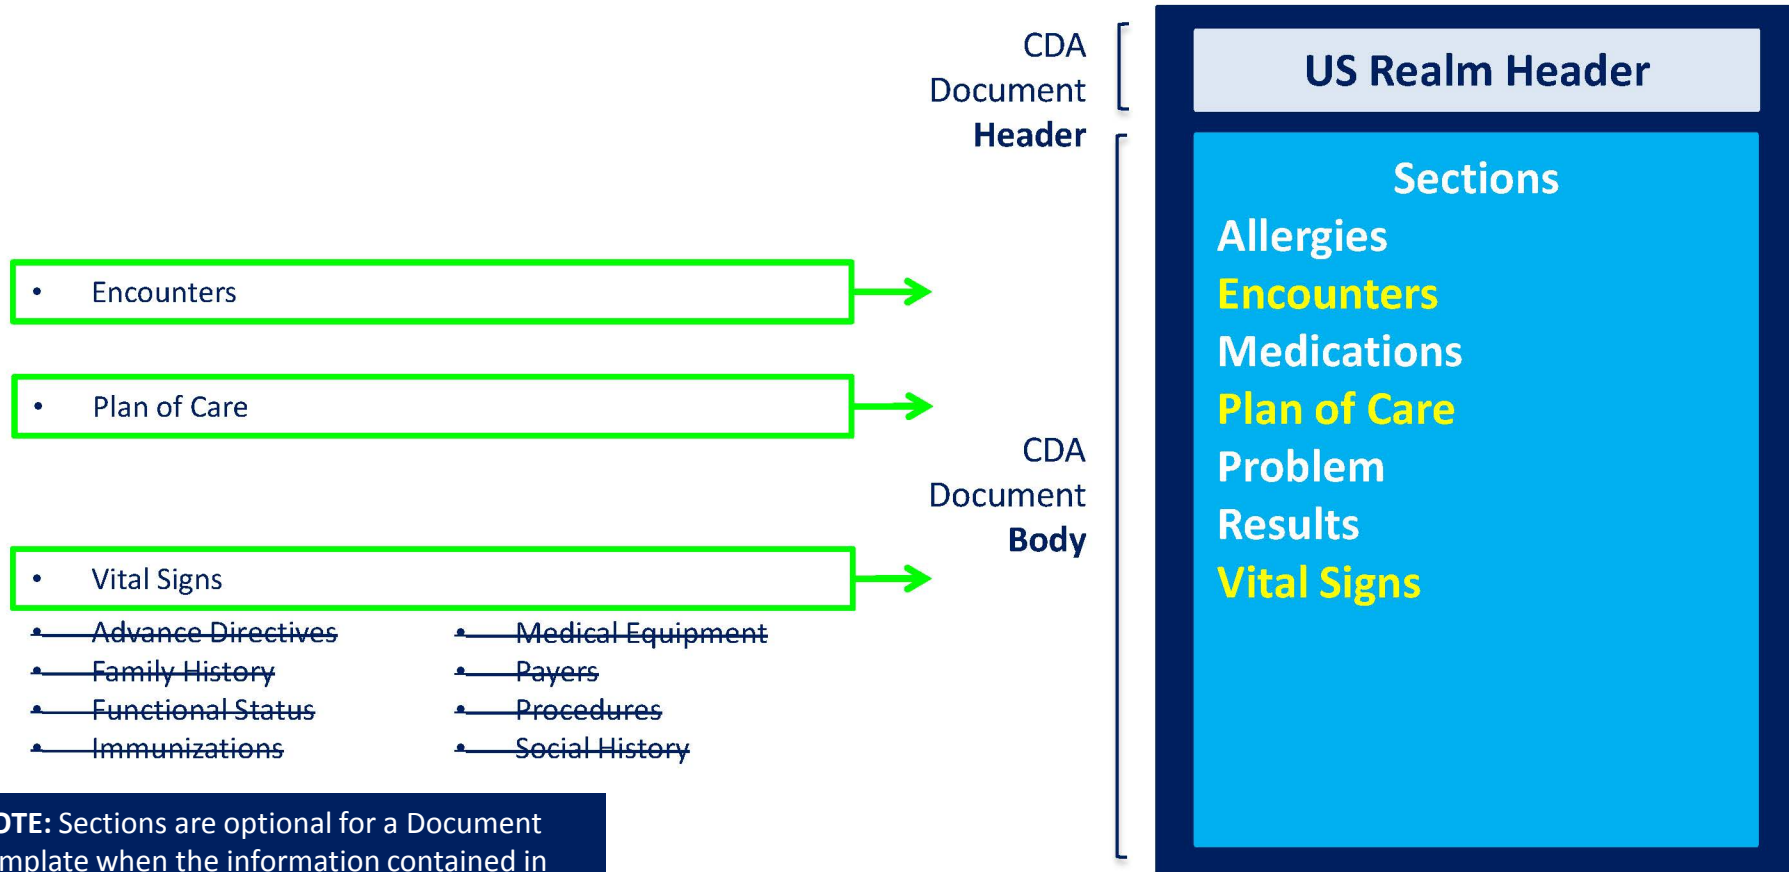 CDA
Document
Header
US Realm Header
Sections
Allergies
Encounters
Medications
Plan of Care
Problem
Results
Vital Signs
• Encounters
• Plan of Care
CDA
Document
Body
• Vital Signs
• Advance Directives
• Family History
• Functional Status
• Immunizations
• Medical Equipment
• Payers
• Procedures
• Social History
OTE: Sections are optional for a Document
mplate when the information contained in